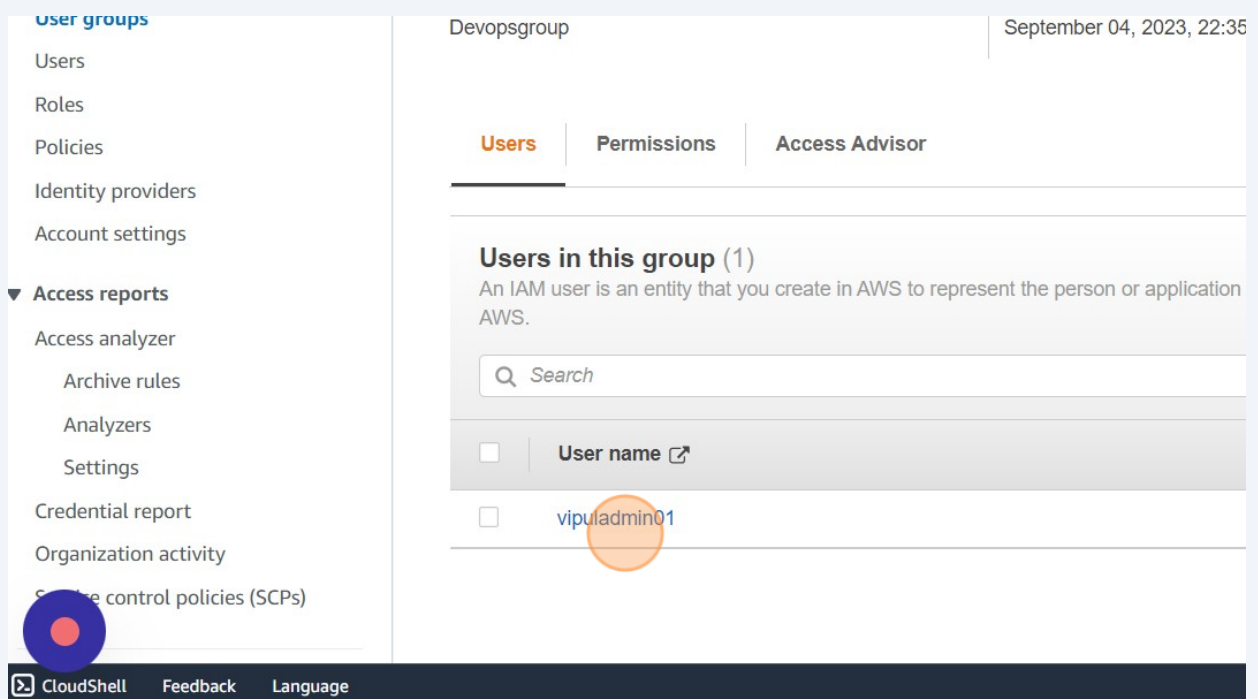 User groups
Users
Roles
Policies
Identity providers
Account settings
Access reports
Access analyzer
Archive rules
Analyzers
Settings
Credential report
Organization activity
control policies (SCPs)
Devopsgroup
September 04, 2023, 22:35
Users
Permissions
Access Advisor
Users in this group (1)
An IAM user is an entity that you create in AWS to represent the person or application
AWS.
Search
User name
vipuladmin01
CloudShell
Feedback
Language